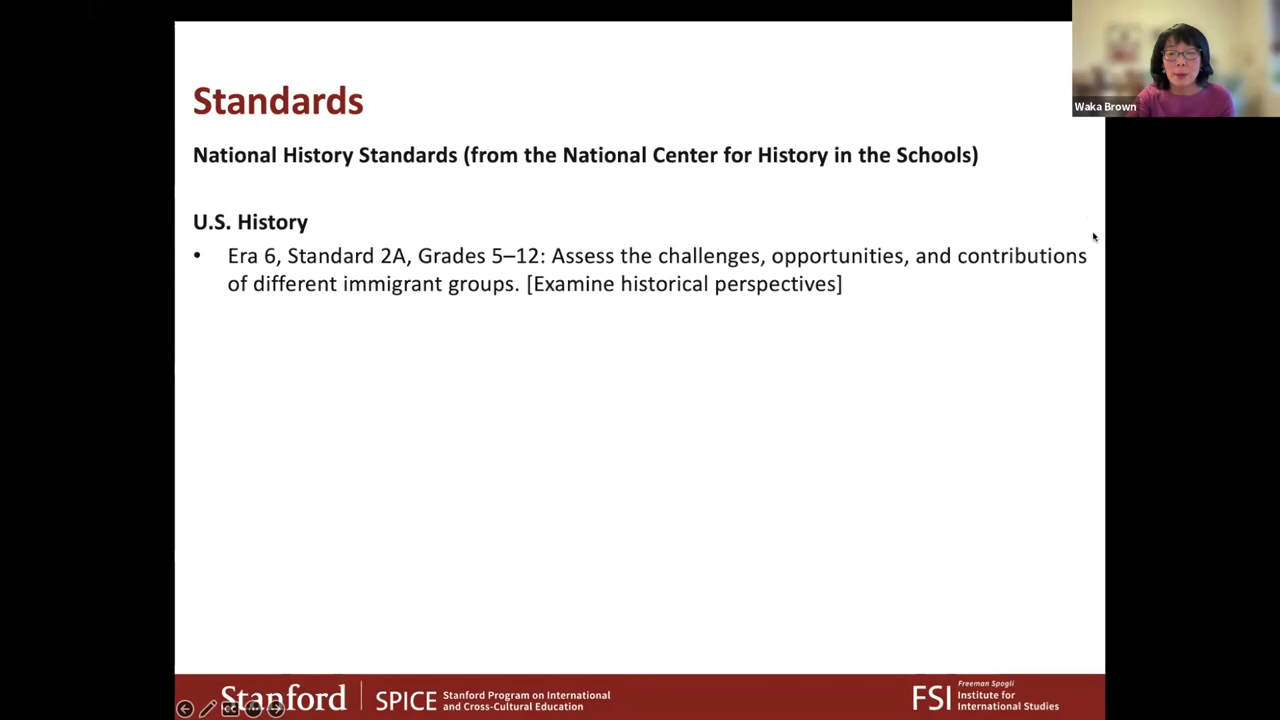 Standards
National History Standards (from the National Center for History in the Schools)
U.S. History
• Era 6, Standard 2A, Grades 5–12: Assess the challenges, opportunities, and contributions
of different immigrant groups. [Examine historical perspectives]
Waka Brown
Stanford
SPICE
Stanford Program on International
and Cross-Cultural Education
FSI
Freeman Spogli
Institute for
International Studies
CC